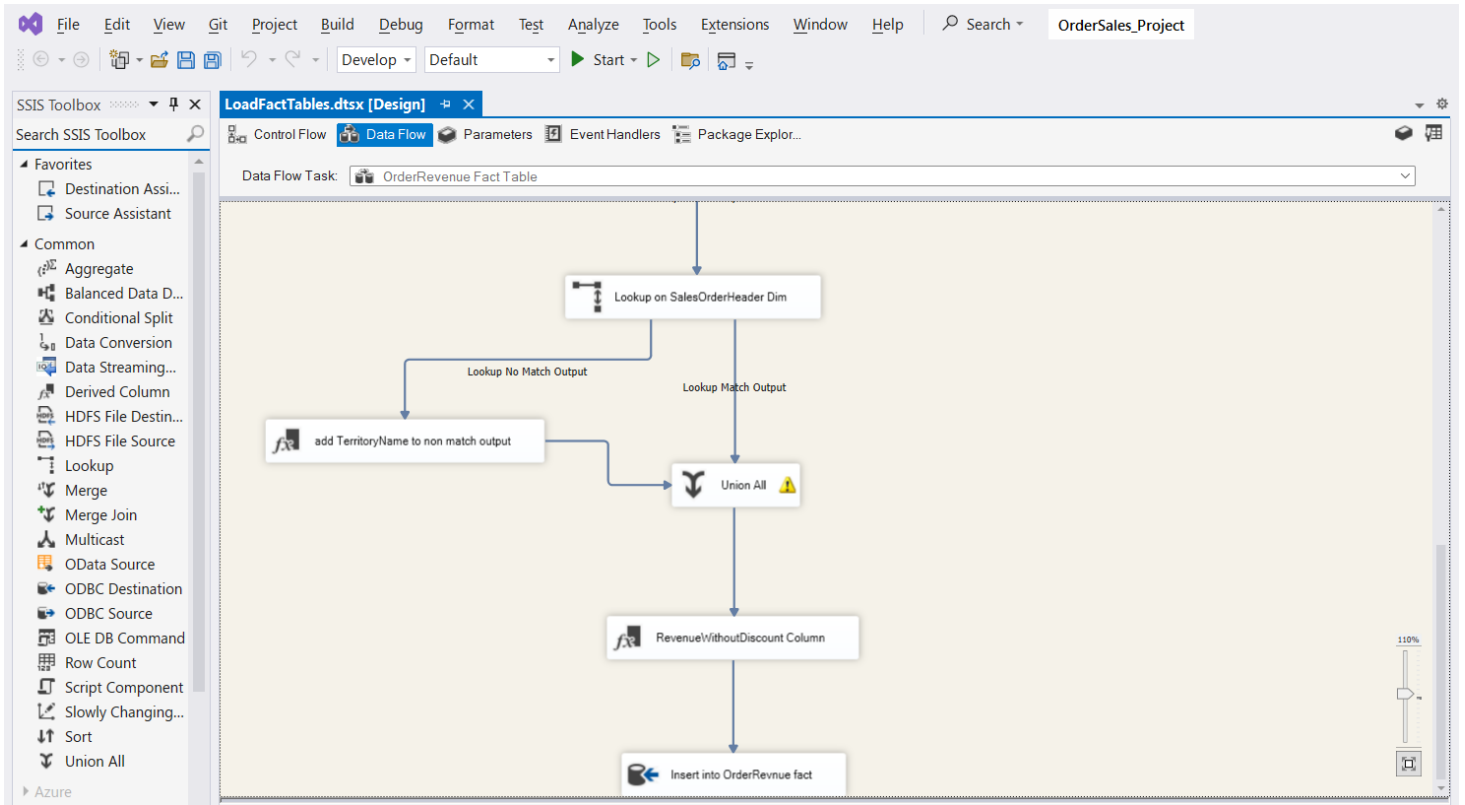 File Edit View Git Project Build Debug Format Test Analyze Tools Extensions Window Help Search OrderSales_Project
Develop Default Start
SSIS Toolbox
LoadFactTables.dtsx [Design]
Search SSIS Toolbox
Control Flow Data Flow Parameters Event Handlers Package Explor...
Data Flow Task: OrderRevenue Fact Table
Favorites
Destination Assi...
Source Assistant
Common
Aggregate
Balanced Data D...
Conditional Split
Data Conversion
Data Streaming...
Derived Column
HDFS File Destin...
HDFS File Source
Lookup
Merge
Merge Join
Multicast
OData Source
ODBC Destination
ODBC Source
OLE DB Command
Row Count
Script Component
Slowly Changing...
Sort
Union All
Azure
Lookup on SalesOrderHeader Dim
Lookup No Match Output
Lookup Match Output
add TerritoryName to non match output
Union All
RevenueWithoutDiscount Column
110%
Insert into OrderRevnue fact